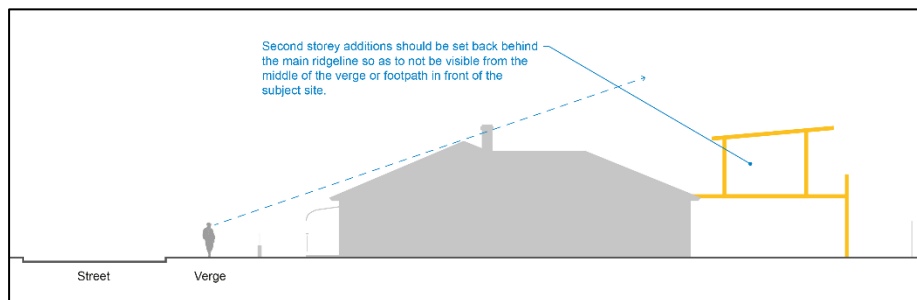 Second storey additions should be set back behind
the main ridgeline so as to not be visible from the
middle of the verge or footpath in front of the
subject site.
Street
Verge